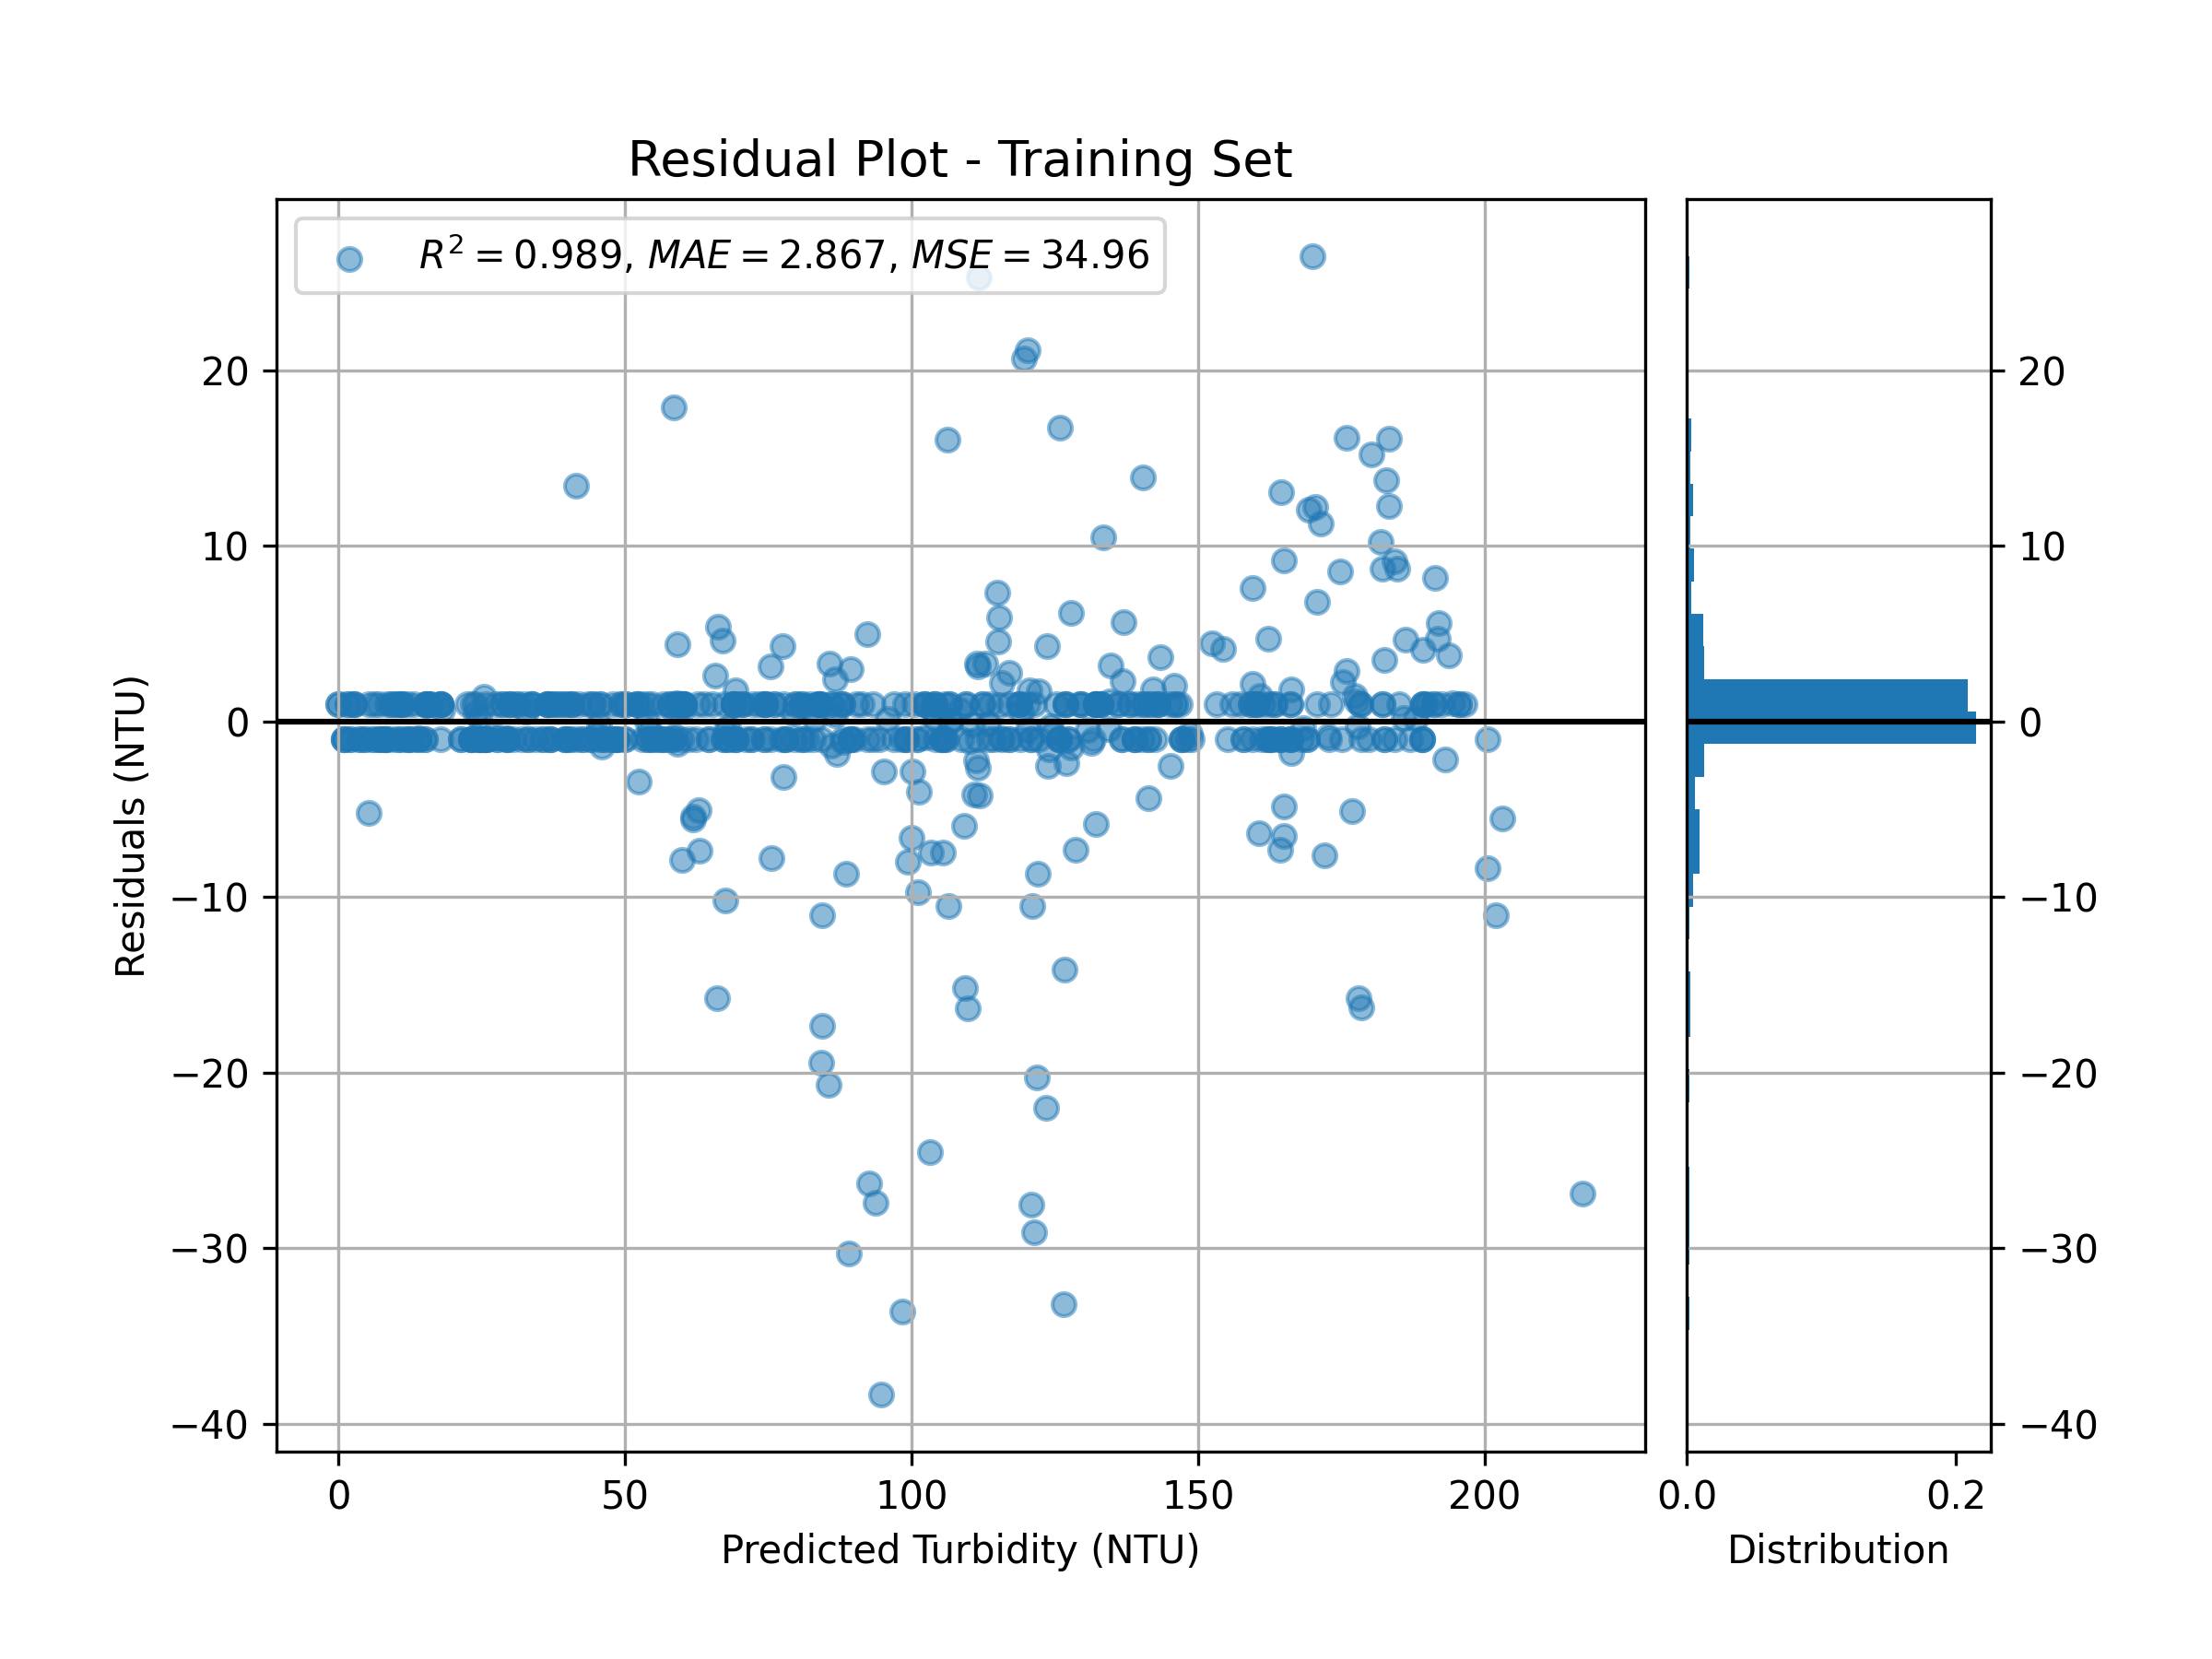 Residual Plot - Training Set
R² = 0.989, MAE = 2.867, MSE = 34.96
Residuals (NTU)
20
10
0
−10
−20
−30
−40
0 50 100 150 200
Predicted Turbidity (NTU)
20
10
0
−10
−20
−30
−40
0.0 0.2
Distribution